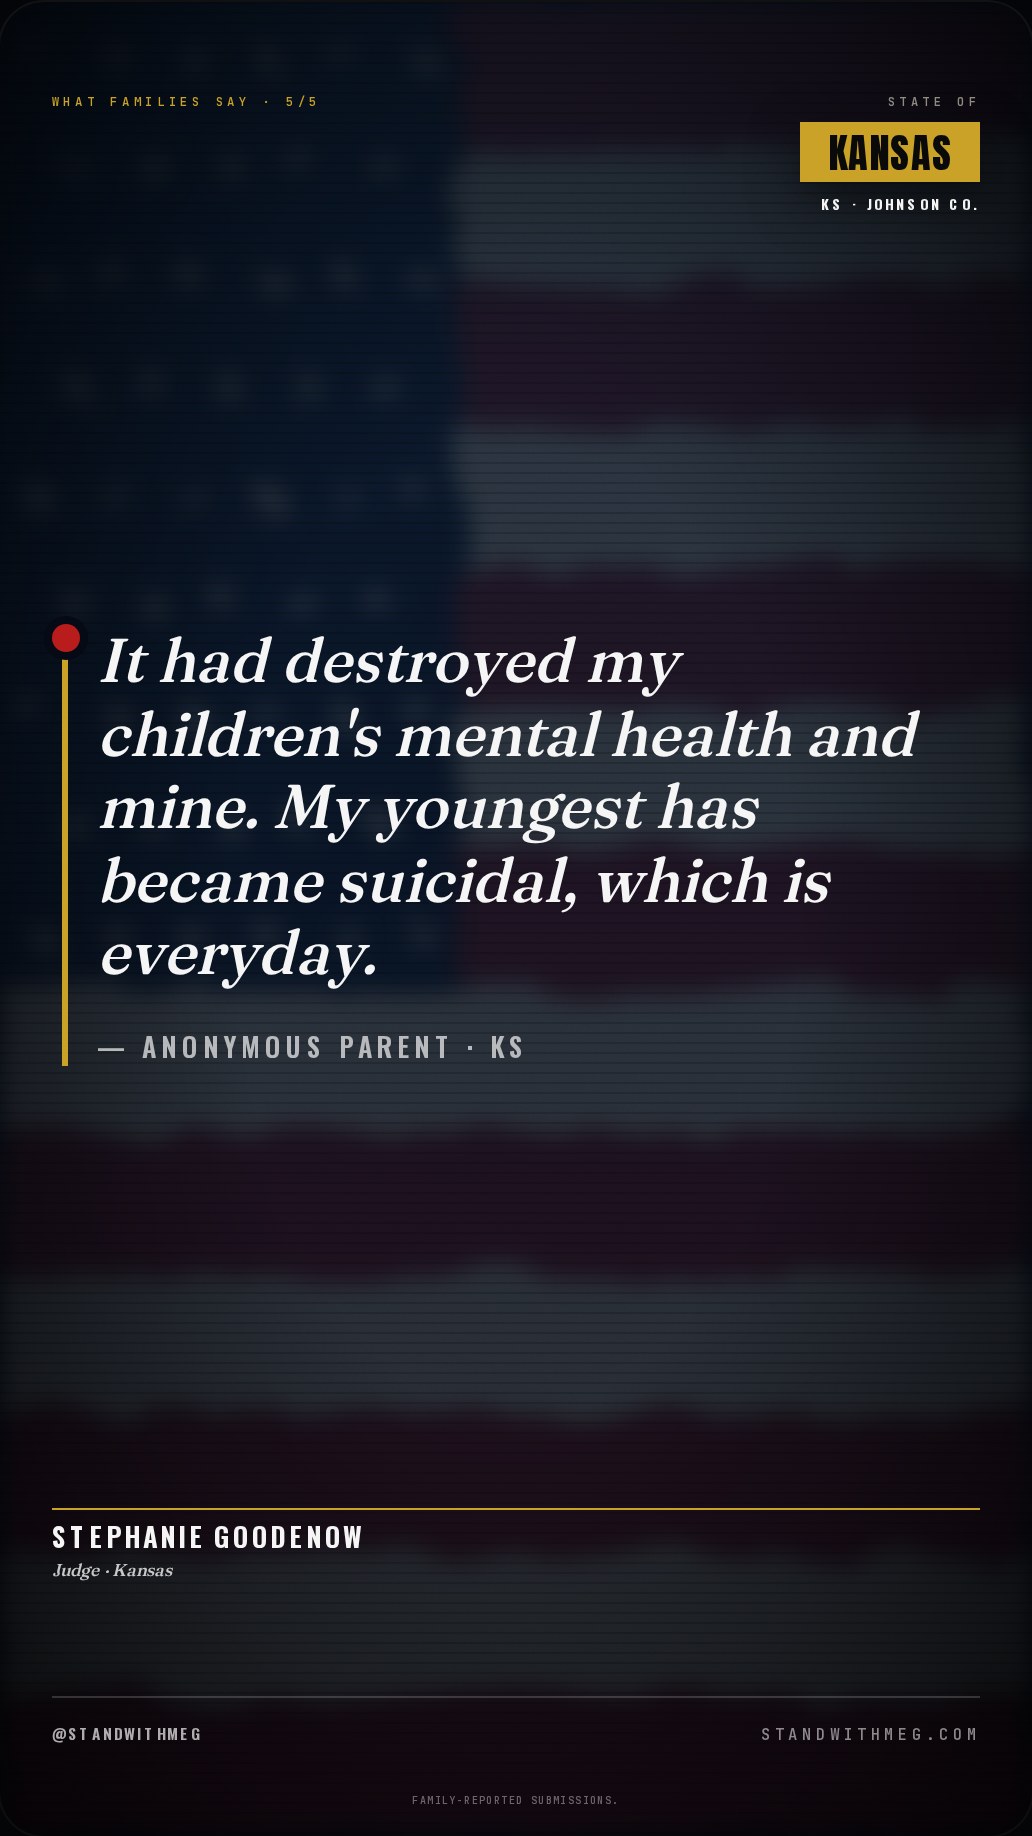 WHAT FAMILIES SAY · 5/5
STATE OF
KANSAS
KS · JOHNSON CO.
It had destroyed my
children's mental health and
mine. My youngest has
became suicidal, which is
everyday.
— ANONYMOUS PARENT · KS
STEPHANIE GOODENOW
Judge · Kansas
@STANDWITHMEG
STANDWITHMEG.COM
FAMILY-REPORTED SUBMISSIONS.